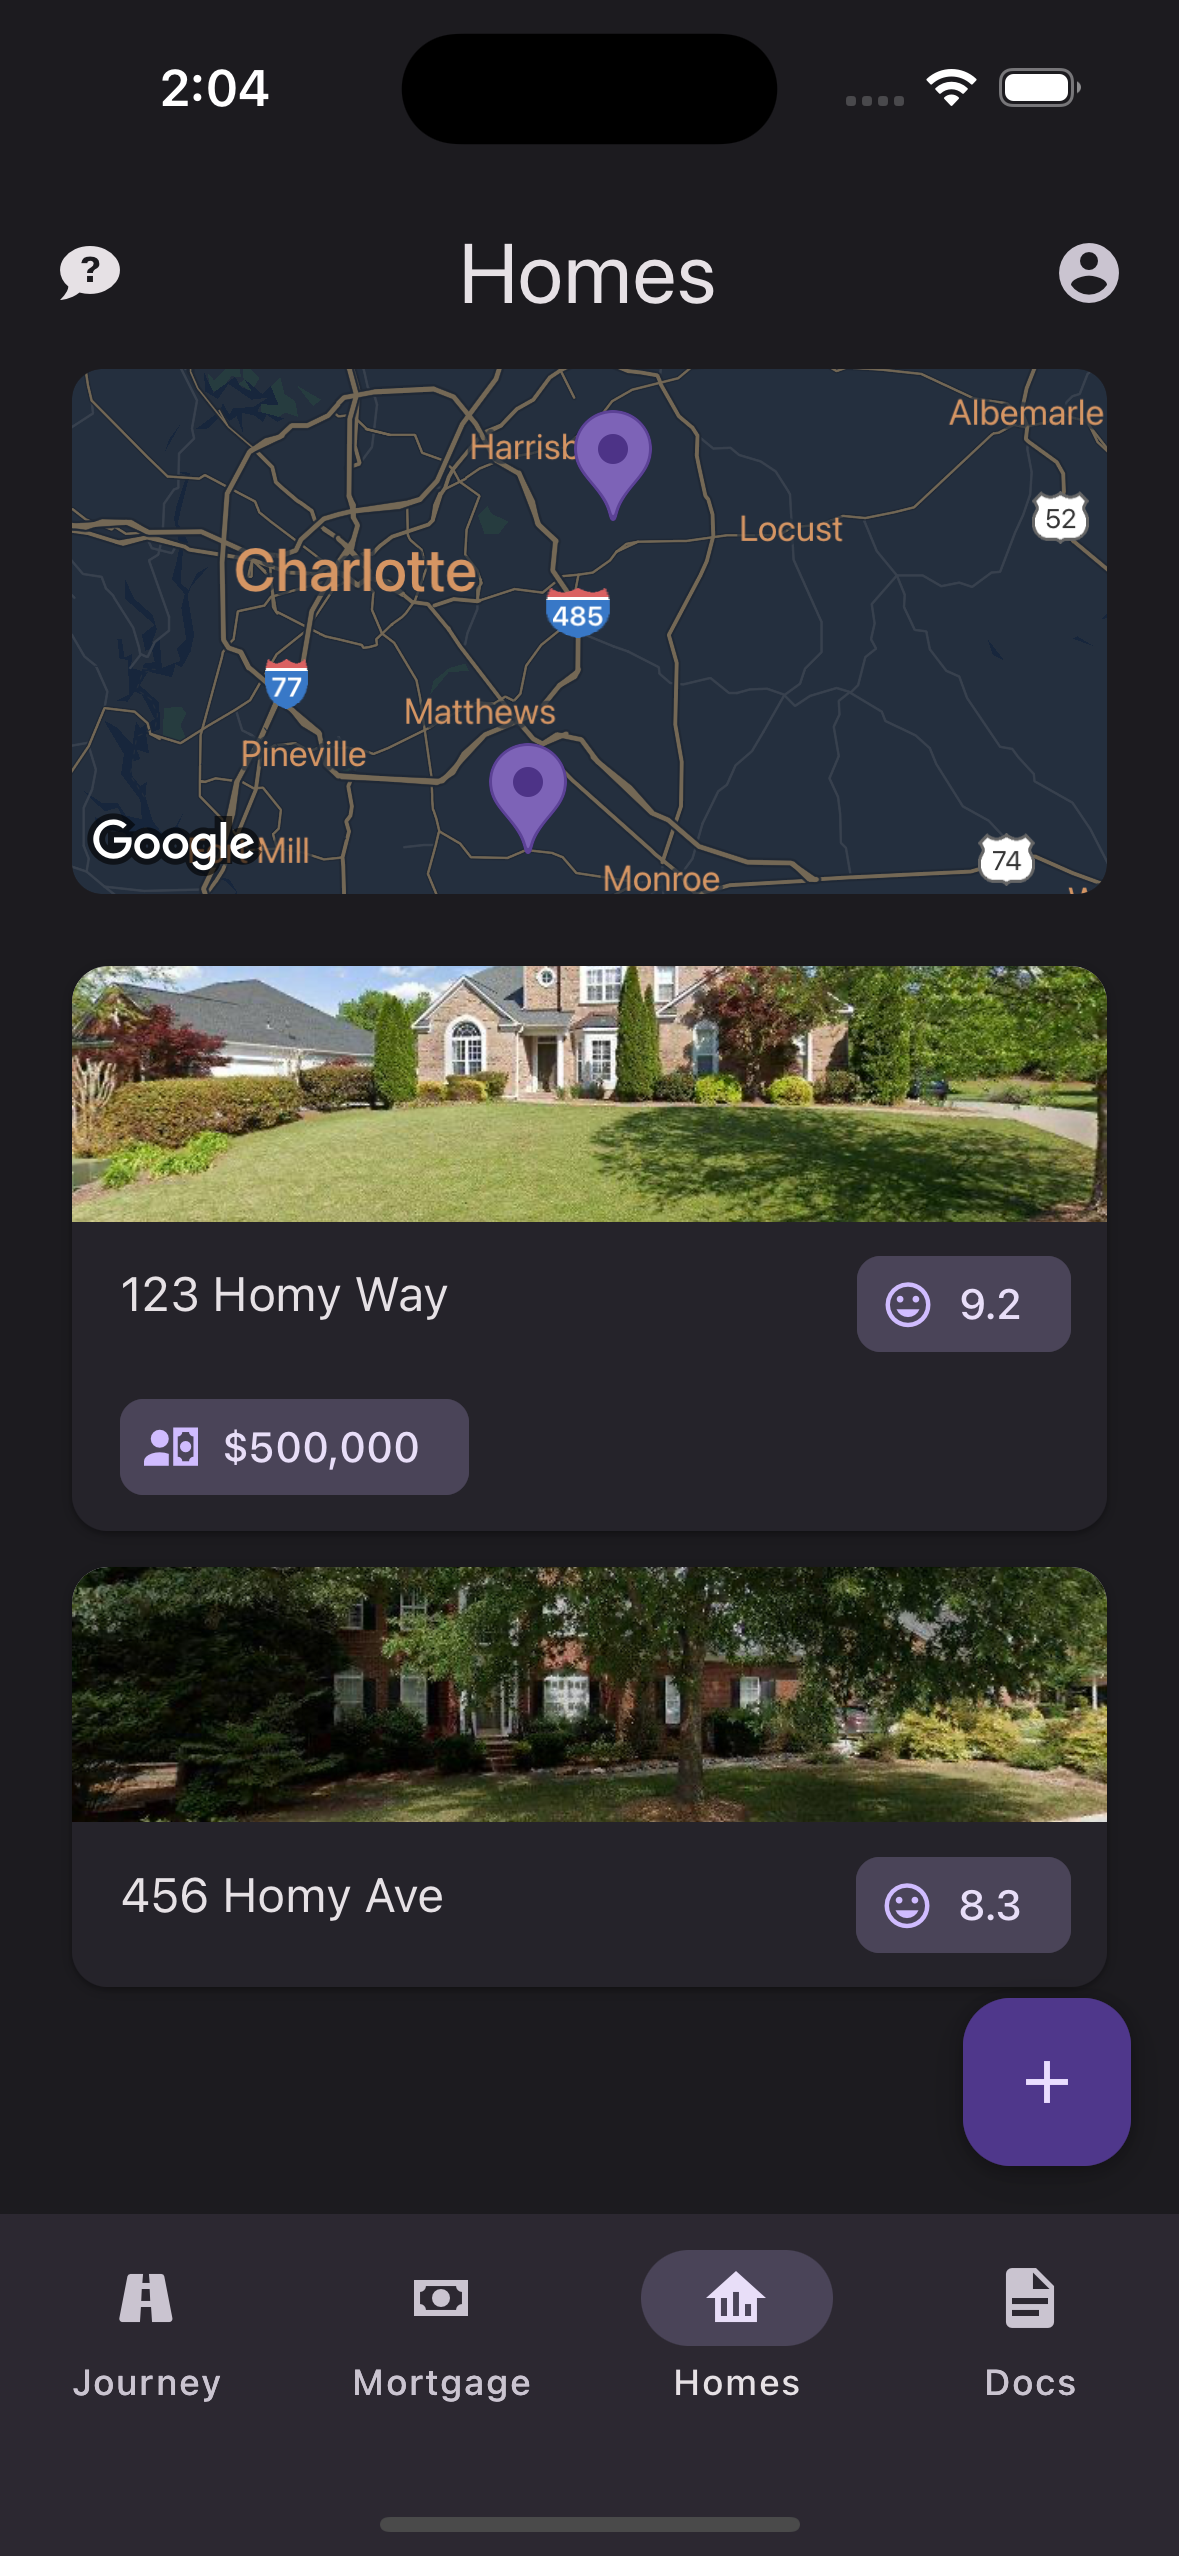 2:04
?
Homes
Albemarle
Harrisb
52
Locust
Charlotte
485
77
Matthews
Pineville
Google
Mill
74
Monroe
123 Homy Way
9.2
$500,000
456 Homy Ave
8.3
+
Journey
Mortgage
Homes
Docs